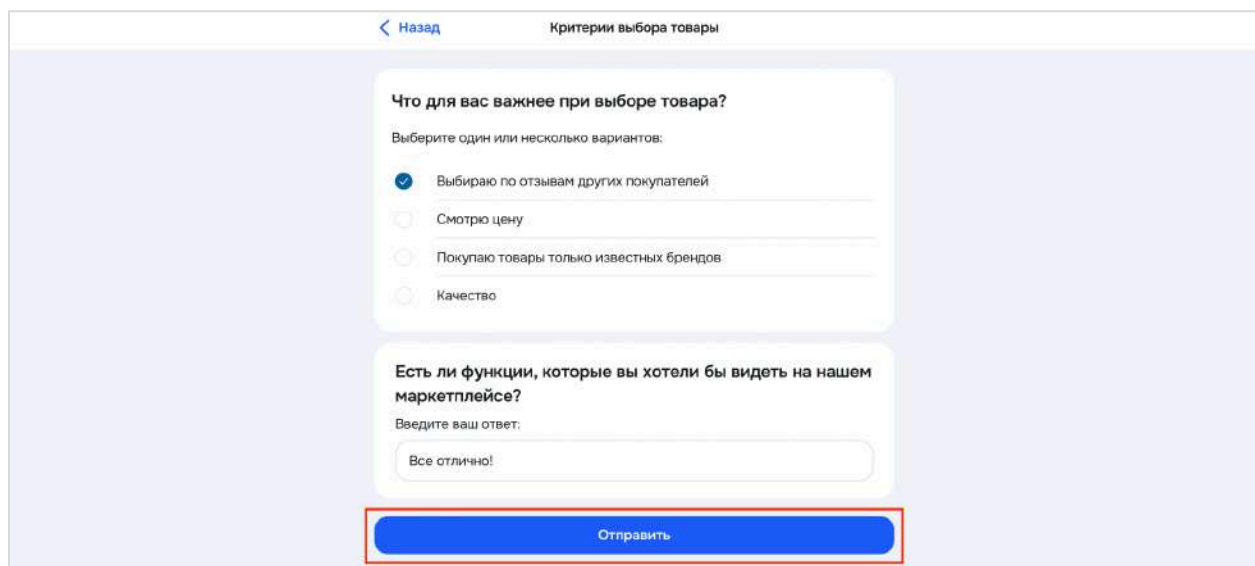 Назад
Критерии выбора товары
Что для вас важнее при выборе товара?
Выберите один или несколько вариантов:
Выбираю по отзывам других покупателей
Смотрю цену
Покупаю товары только известных брендов
Качество
Есть ли функции, которые вы хотели бы видеть на нашем
маркетплейсе?
Введите ваш ответ:
Все отлично!
Отправить